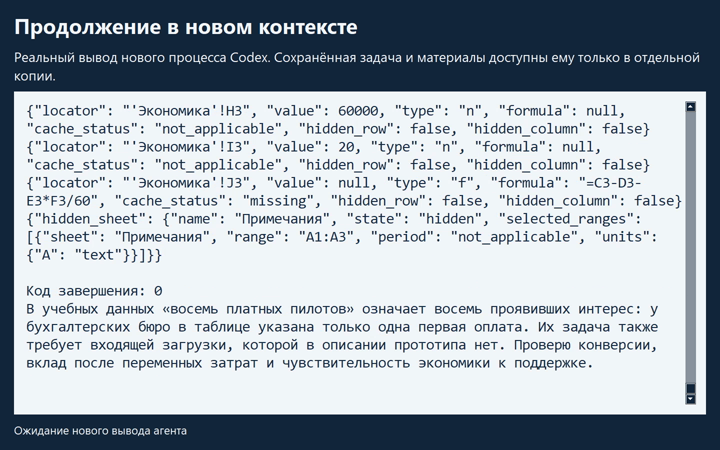 Продолжение в новом контексте
Реальный вывод нового процесса Codex. Сохранённая задача и материалы доступны ему только в отдельной
копии.
{"locator": "'Экономика'!H3", "value": 60000, "type": "n", "formula": null,
"cache_status": "not_applicable", "hidden_row": false, "hidden_column": false}
{"locator": "'Экономика'!I3", "value": 20, "type": "n", "formula": null,
"cache_status": "not_applicable", "hidden_row": false, "hidden_column": false}
{"locator": "'Экономика'!J3", "value": null, "type": "f", "formula": "=C3-D3-
E3*F3/60", "cache_status": "missing", "hidden_row": false, "hidden_column": false}
{"hidden_sheet": {"name": "Примечания", "state": "hidden", "selected_ranges":
[{"sheet": "Примечания", "range": "A1:A3", "period": "not_applicable", "units":
{"A": "text"}}]}}
Код завершения: 0
В учебных данных «восемь платных пилотов» означает восемь проявивших интерес: у
бухгалтерских бюро в таблице указана только одна первая оплата. Их задача также
требует входящей загрузки, которой в описании прототипа нет. Проверю конверсии,
вклад после переменных затрат и чувствительность экономики к поддержке.
Ожидание нового вывода агента